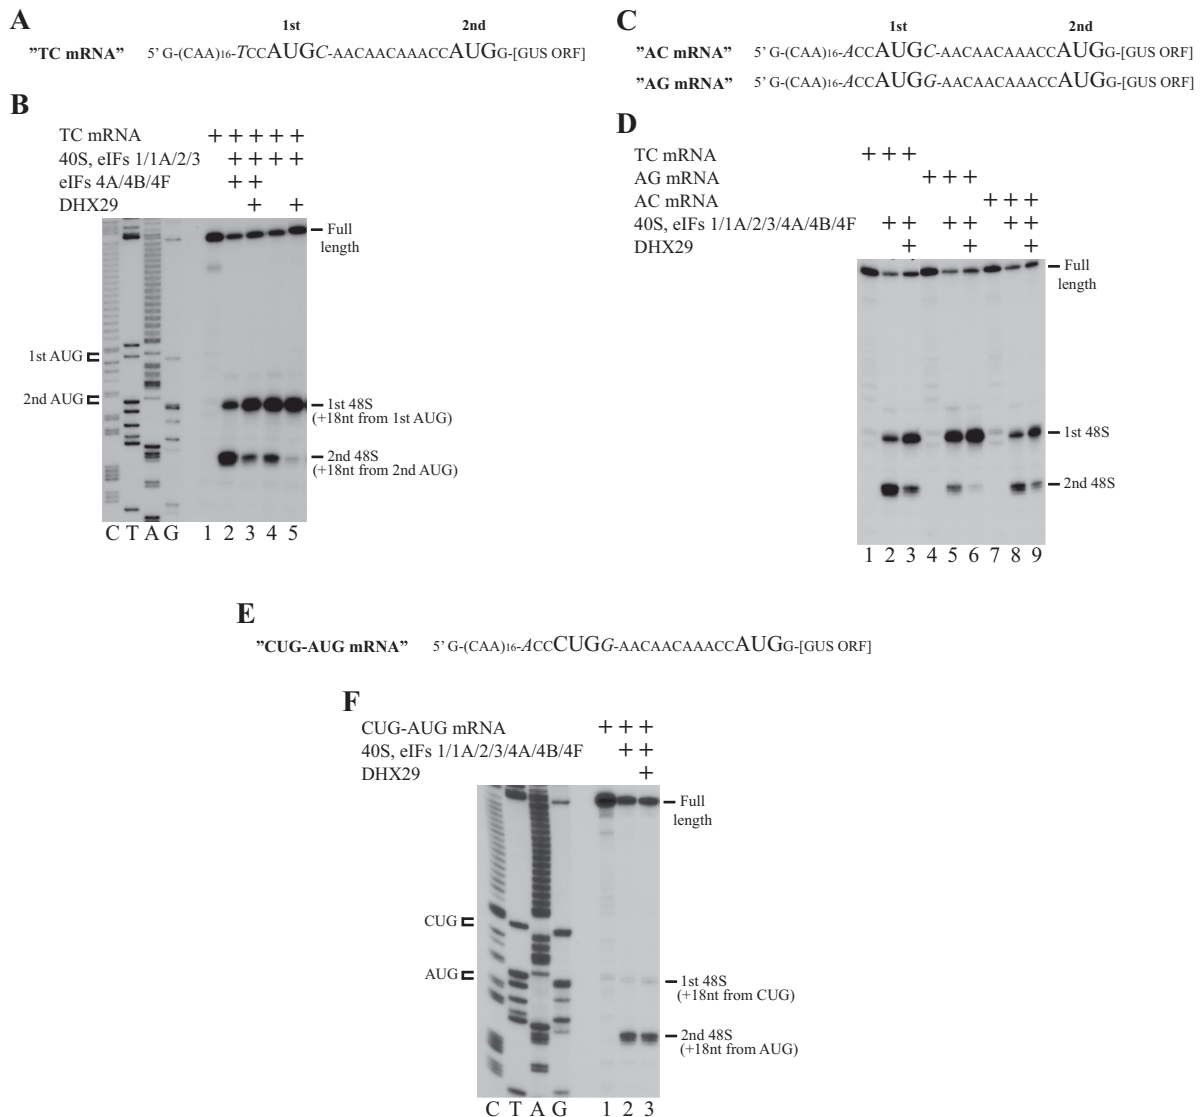 A
1st 2nd
”TC mRNA” 5’ G-(CAA)16-TCCAUGC-AACAACAAACCAUGG-[GUS ORF]
B
TC mRNA + + + + +
40S, eIFs 1/1A/2/3 + + + +
eIFs 4A/4B/4F + +
DHX29 + +
Full
length
1st AUG
2nd AUG
1st 48S
(+18nt from 1st AUG)
2nd 48S
(+18nt from 2nd AUG)
C T A G 1 2 3 4 5
C
1st 2nd
”AC mRNA” 5’ G-(CAA)16-ACCAUGC-AACAACAAACCAUGG-[GUS ORF]
”AG mRNA” 5’ G-(CAA)16-ACCAUGG-AACAACAAACCAUGG-[GUS ORF]
D
TC mRNA + + +
AG mRNA + + +
AC mRNA + + +
40S, eIFs 1/1A/2/3/4A/4B/4F + + + + + +
DHX29 + + +
Full
length
1st 48S
2nd 48S
1 2 3 4 5 6 7 8 9
E
”CUG-AUG mRNA” 5’ G-(CAA)16-ACCCUGG-AACAACAAACCAUGG-[GUS ORF]
F
CUG-AUG mRNA + + +
40S, eIFs 1/1A/2/3/4A/4B/4F + +
DHX29 +
Full
length
CUG
AUG
1st 48S
(+18nt from CUG)
2nd 48S
(+18nt from AUG)
C T A G 1 2 3